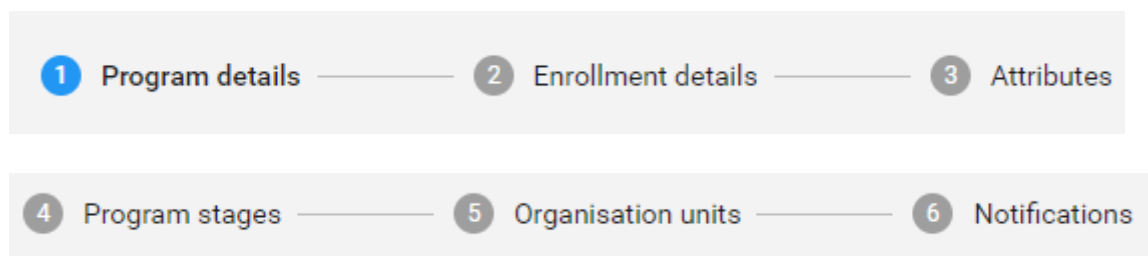 1 Program details 2 Enrollment details 3 Attributes
4 Program stages 5 Organisation units 6 Notifications